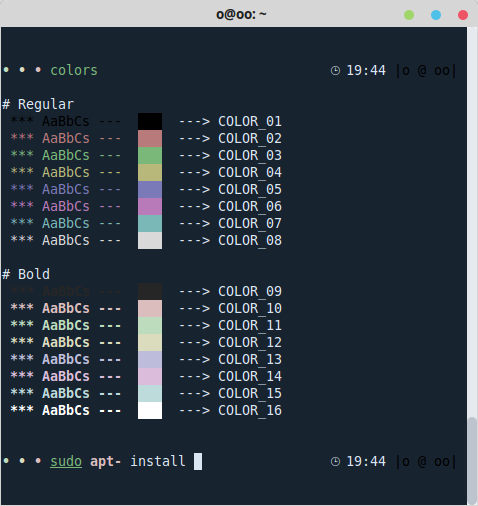 o@oo: ~
• • • colors 19:44 |o @ oo|
# Regular
*** AaBbCs --- ---> COLOR_01
*** AaBbCs --- ---> COLOR_02
*** AaBbCs --- ---> COLOR_03
*** AaBbCs --- ---> COLOR_04
*** AaBbCs --- ---> COLOR_05
*** AaBbCs --- ---> COLOR_06
*** AaBbCs --- ---> COLOR_07
*** AaBbCs --- ---> COLOR_08
# Bold
*** AaBbCs --- ---> COLOR_09
*** AaBbCs --- ---> COLOR_10
*** AaBbCs --- ---> COLOR_11
*** AaBbCs --- ---> COLOR_12
*** AaBbCs --- ---> COLOR_13
*** AaBbCs --- ---> COLOR_14
*** AaBbCs --- ---> COLOR_15
*** AaBbCs --- ---> COLOR_16
• • • sudo apt- install 19:44 |o @ oo|